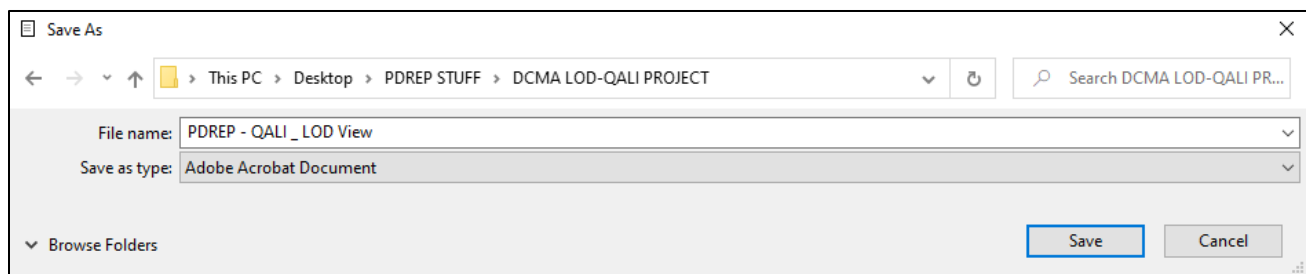 Save As
This PC > Desktop > PDREP STUFF > DCMA LOD-QALI PROJECT
Search DCMA LOD-QALI PR...
File name: PDREP - QALI _ LOD View
Save as type: Adobe Acrobat Document
Browse Folders
Save
Cancel